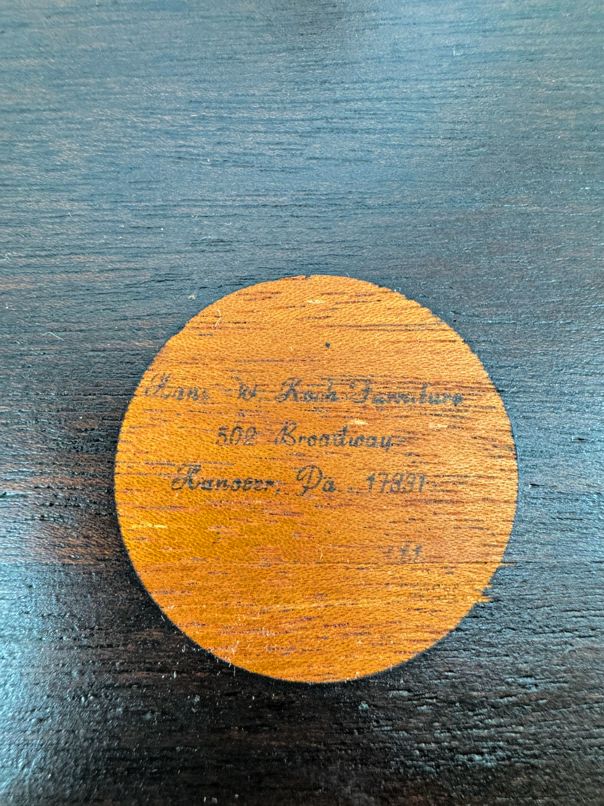 Hans W. Koch Furniture
502 Broadway
Hanover, Pa. 17331